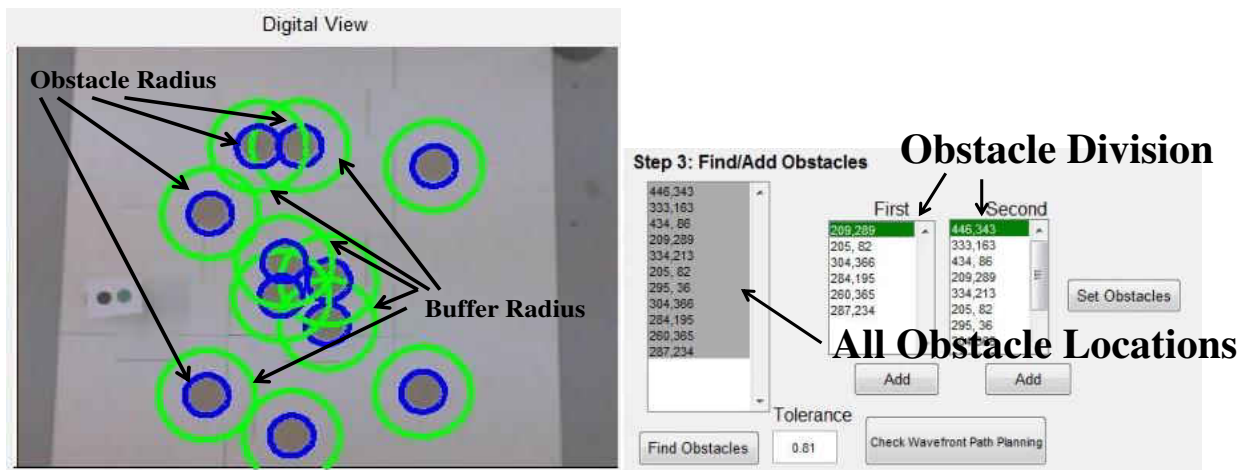 Digital View
Obstacle Radius
Buffer Radius
Step 3: Find/Add Obstacles
Obstacle Division
446,343
333,163
434, 86
209,289
334,213
205, 82
295, 36
304,366
284,195
260,365
287,234
First
209,289
205, 82
304,366
284,195
260,365
287,234
Second
446,343
333,163
434, 86
209,289
334,213
205, 82
295, 36
Set Obstacles
All Obstacle Locations
Add
Add
Tolerance
Find Obstacles
0.81
Check Wavefront Path Planning